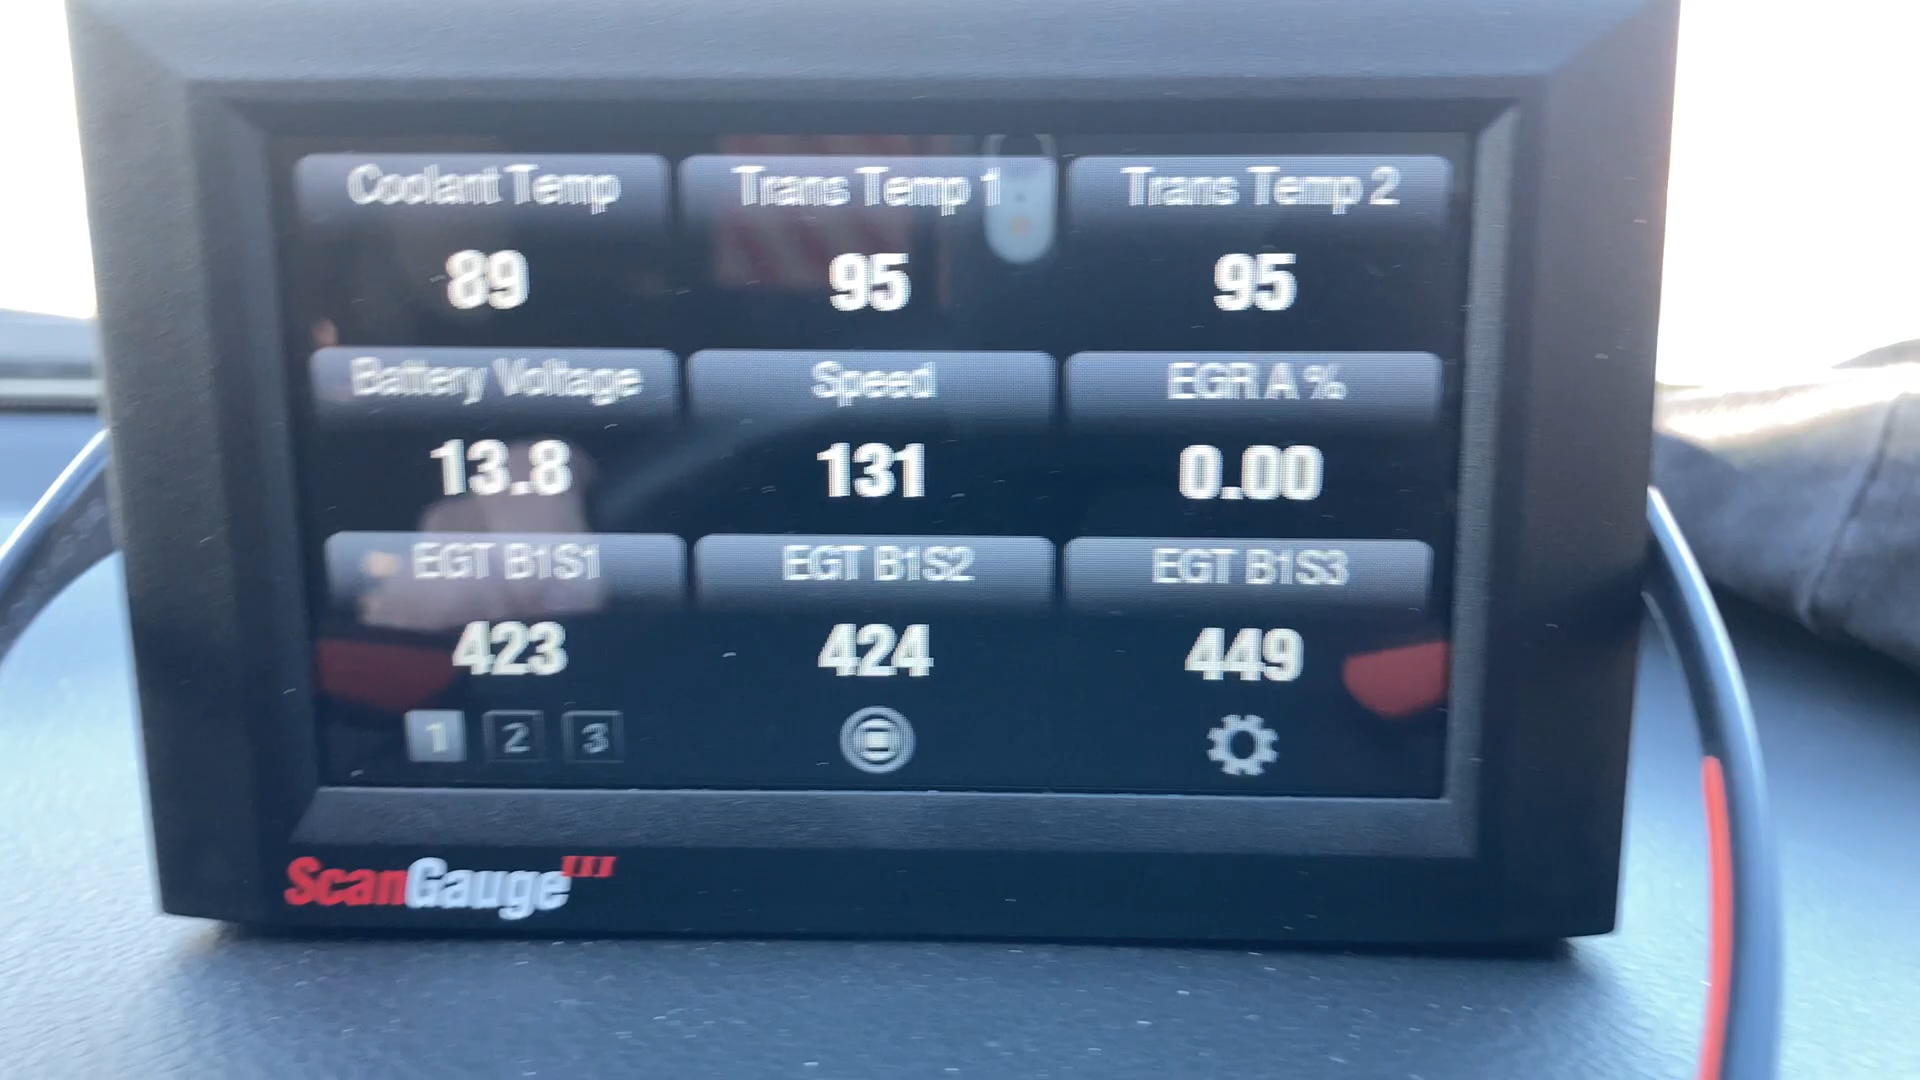 Coolant Temp Trans Temp 1 Trans Temp 2
89 95 95
Battery Voltage Speed EGR A %
13.8 131 0.00
EGT B1S1 EGT B1S2 EGT B1S3
423 424 449
1 2 3
ScanGauge III